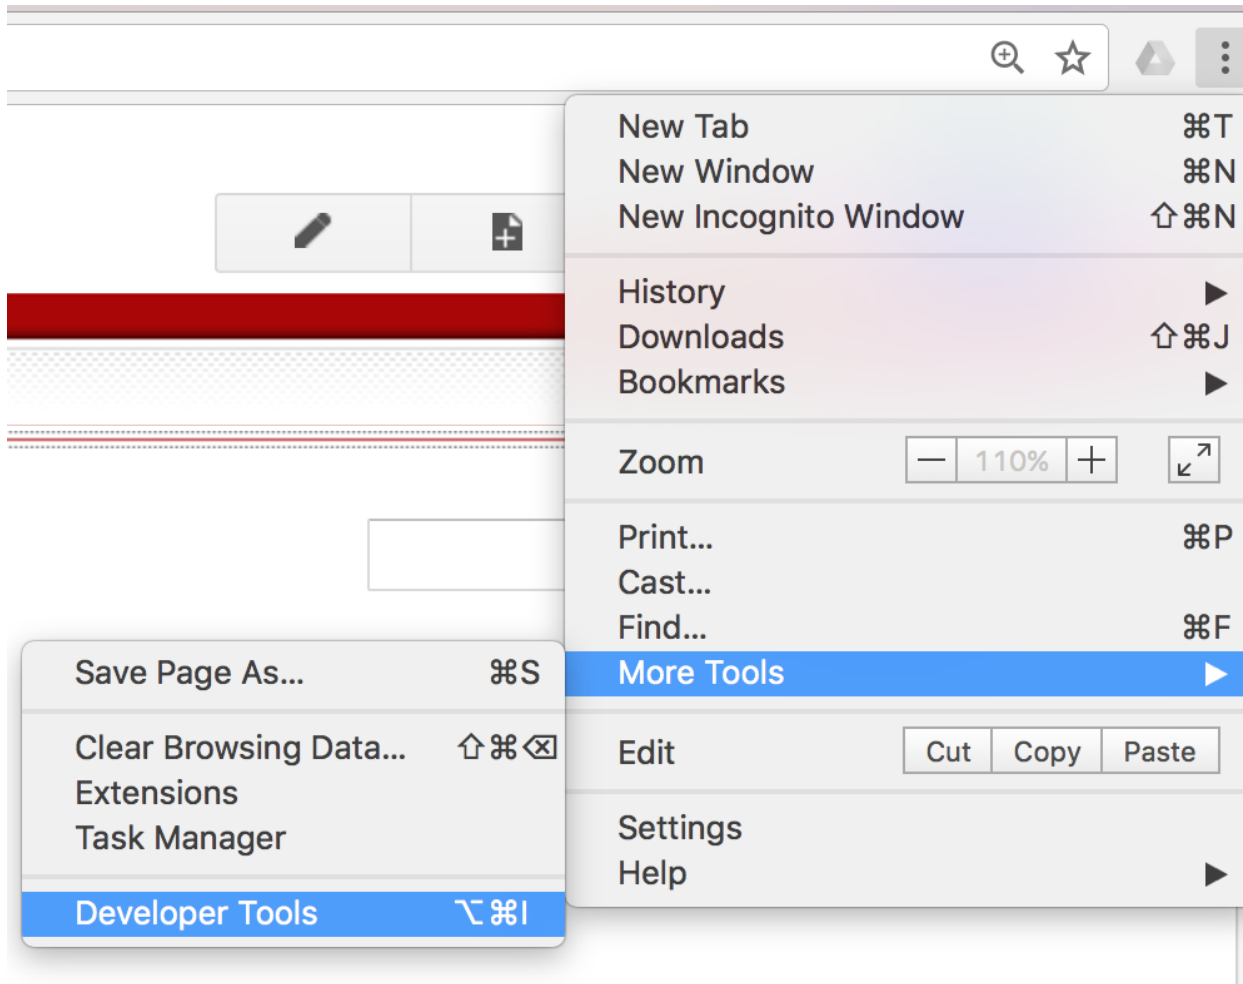 New Tab ⌘T
New Window ⌘N
New Incognito Window ⇧⌘N
History ▶
Downloads ⇧⌘J
Bookmarks ▶
Zoom — 110% +
Print... ⌘P
Cast...
Find... ⌘F
More Tools ▶
Edit Cut Copy Paste
Settings
Help ▶
Save Page As... ⌘S
Clear Browsing Data... ⇧⌘⌫
Extensions
Task Manager
Developer Tools ⌥⌘I